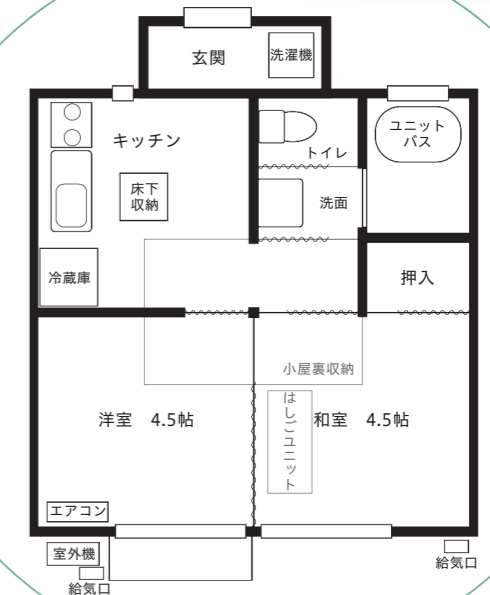 玄関
洗濯機
キッチン
トイレ
ユニット
バス
床下
収納
洗面
冷蔵庫
押入
小屋裏収納
はしごユニット
洋室 4.5帖
和室 4.5帖
エアコン
室外機
給気口
給気口